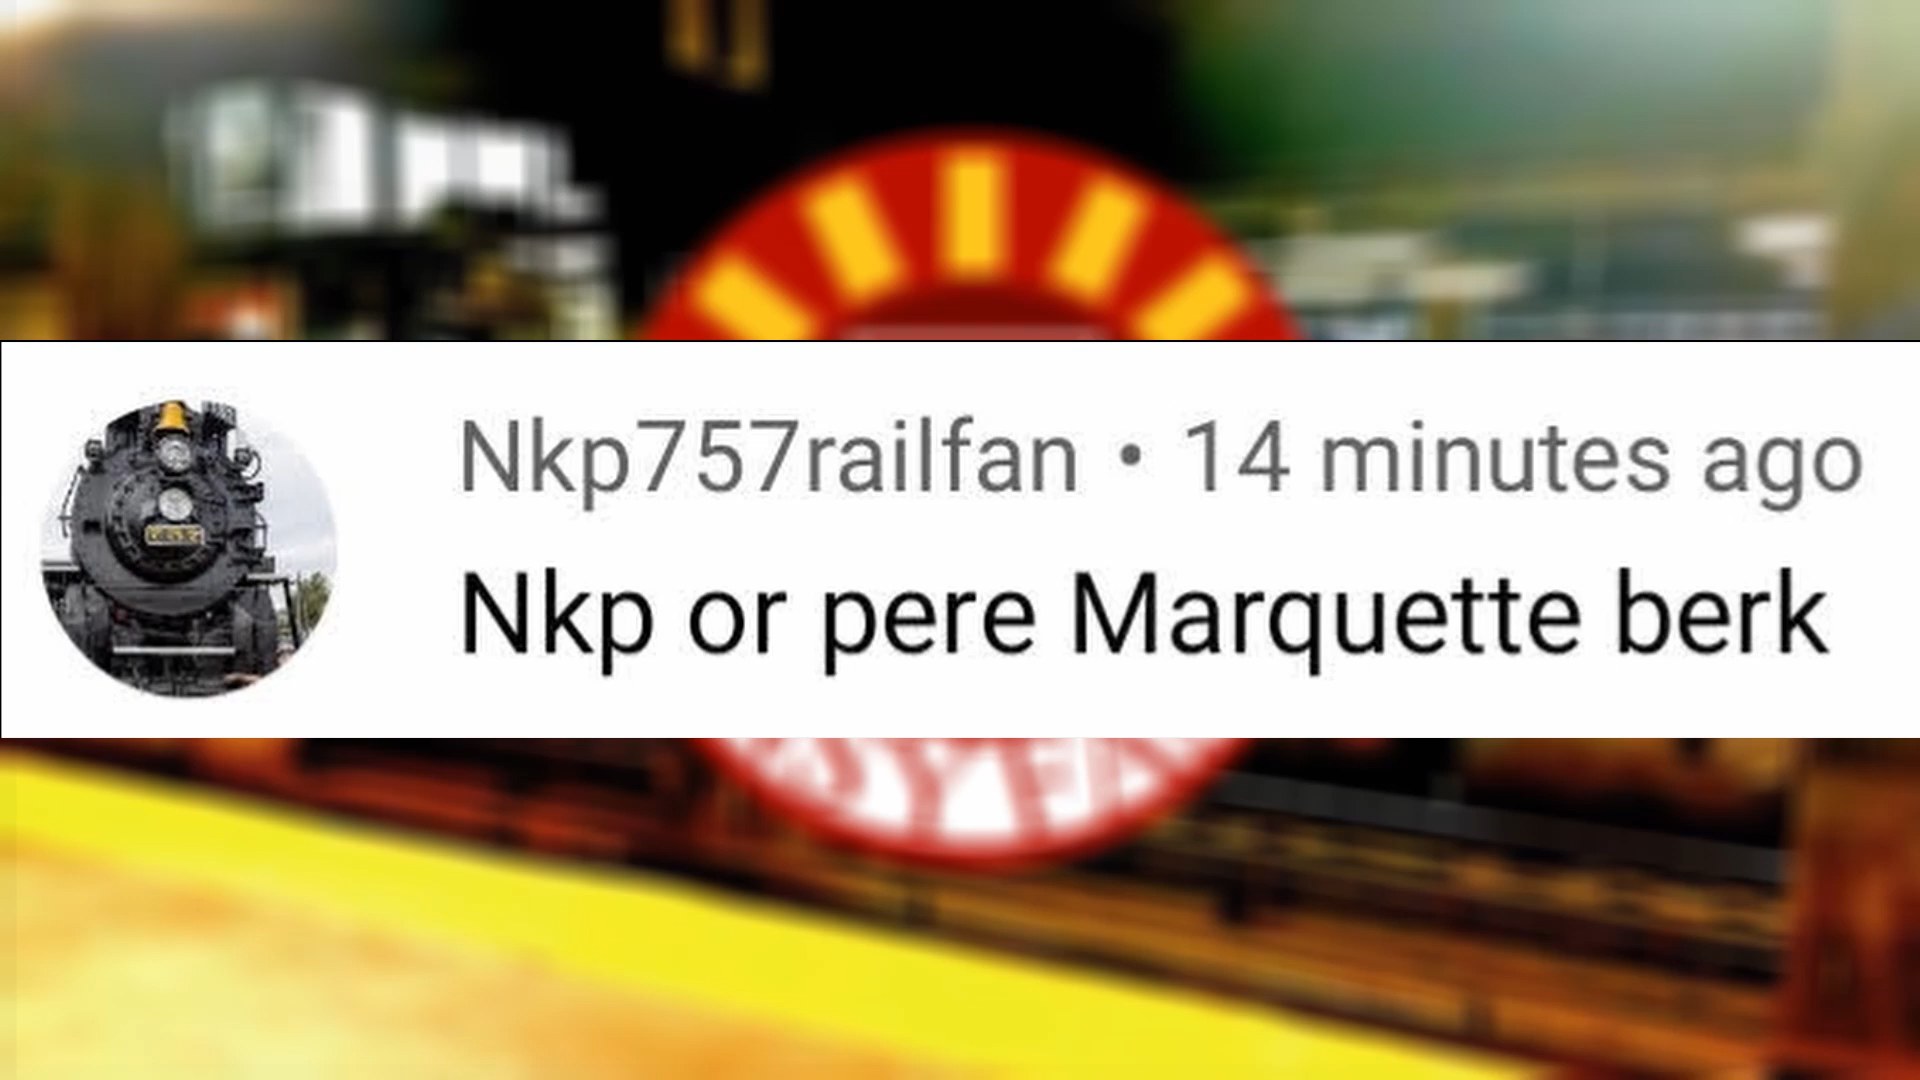 Nkp757railfan • 14 minutes ago
Nkp or pere Marquette berk